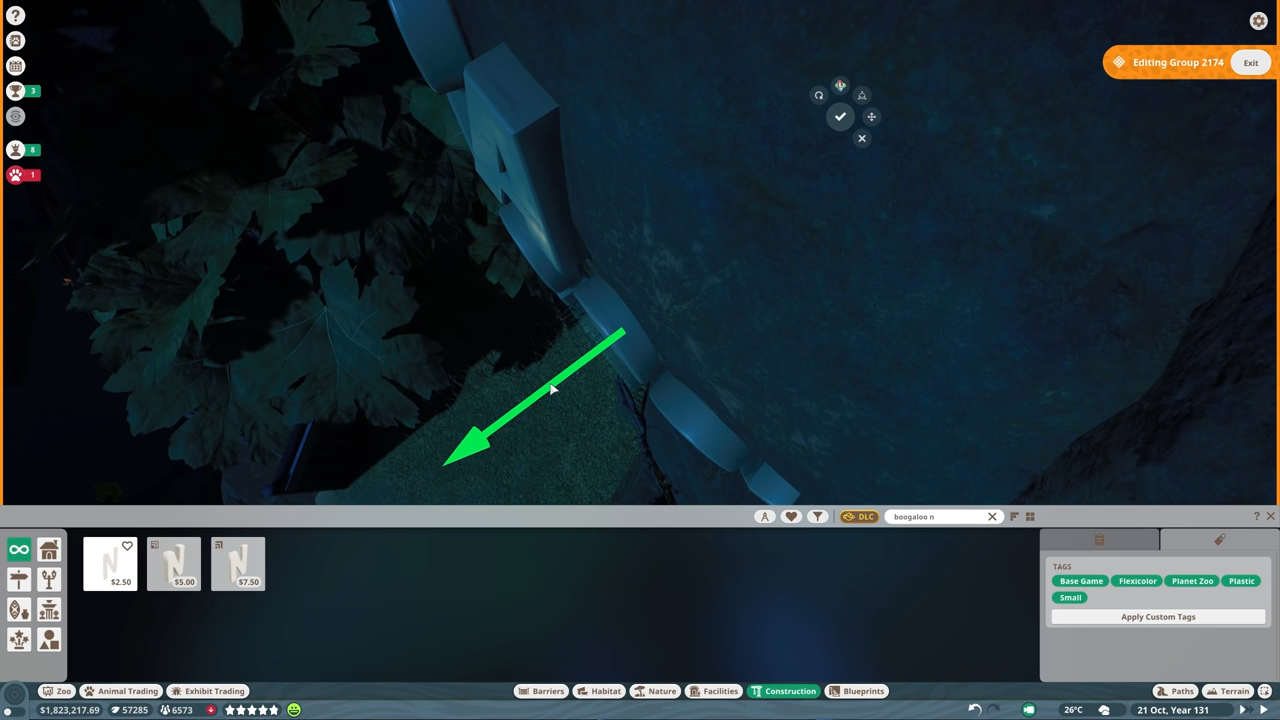 ?
Editing Group 2174
Exit
3
8
1
A
DLC
boogaloo n
?
$2.50
$5.00
$7.50
TAGS
Base Game
Flexicolor
Planet Zoo
Plastic
Small
Apply Custom Tags
Zoo
Animal Trading
Exhibit Trading
Barriers
Habitat
Nature
Facilities
Construction
Blueprints
Paths
Terrain
$1,823,217.69
57285
6573
26°C
21 Oct, Year 131